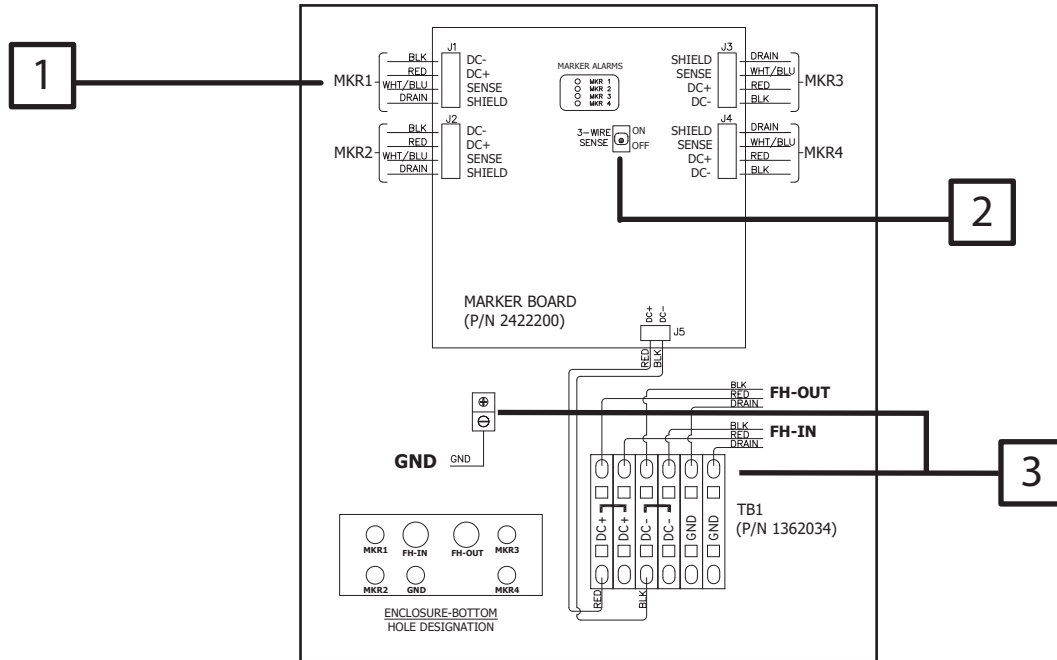 1
MKR1
BLK
RED
WHT/BLU
DRAIN
J1
DC-
DC+
SENSE
SHIELD
MKR2
BLK
RED
WHT/BLU
DRAIN
J2
DC-
DC+
SENSE
SHIELD
MARKER ALARMS
MKR 1
MKR 2
MKR 3
MKR 4
3-WIRE
SENSE
ON
OFF
J3
SHIELD
SENSE
DC+
DC-
DRAIN
WHT/BLU
RED
BLK
MKR3
J4
SHIELD
SENSE
DC+
DC-
DRAIN
WHT/BLU
RED
BLK
MKR4
2
MARKER BOARD
(P/N 2422200)
DC+
DC-
J5
RED
BLK
BLK
RED
DRAIN
FH-OUT
BLK
RED
DRAIN
FH-IN
GND
GND
3
DC+
DC+
DC-
DC-
GND
GND
TB1
(P/N 1362034)
RED
BLK
MKR1
FH-IN
FH-OUT
MKR3
MKR2
GND
MKR4
ENCLOSURE-BOTTOM
HOLE DESIGNATION